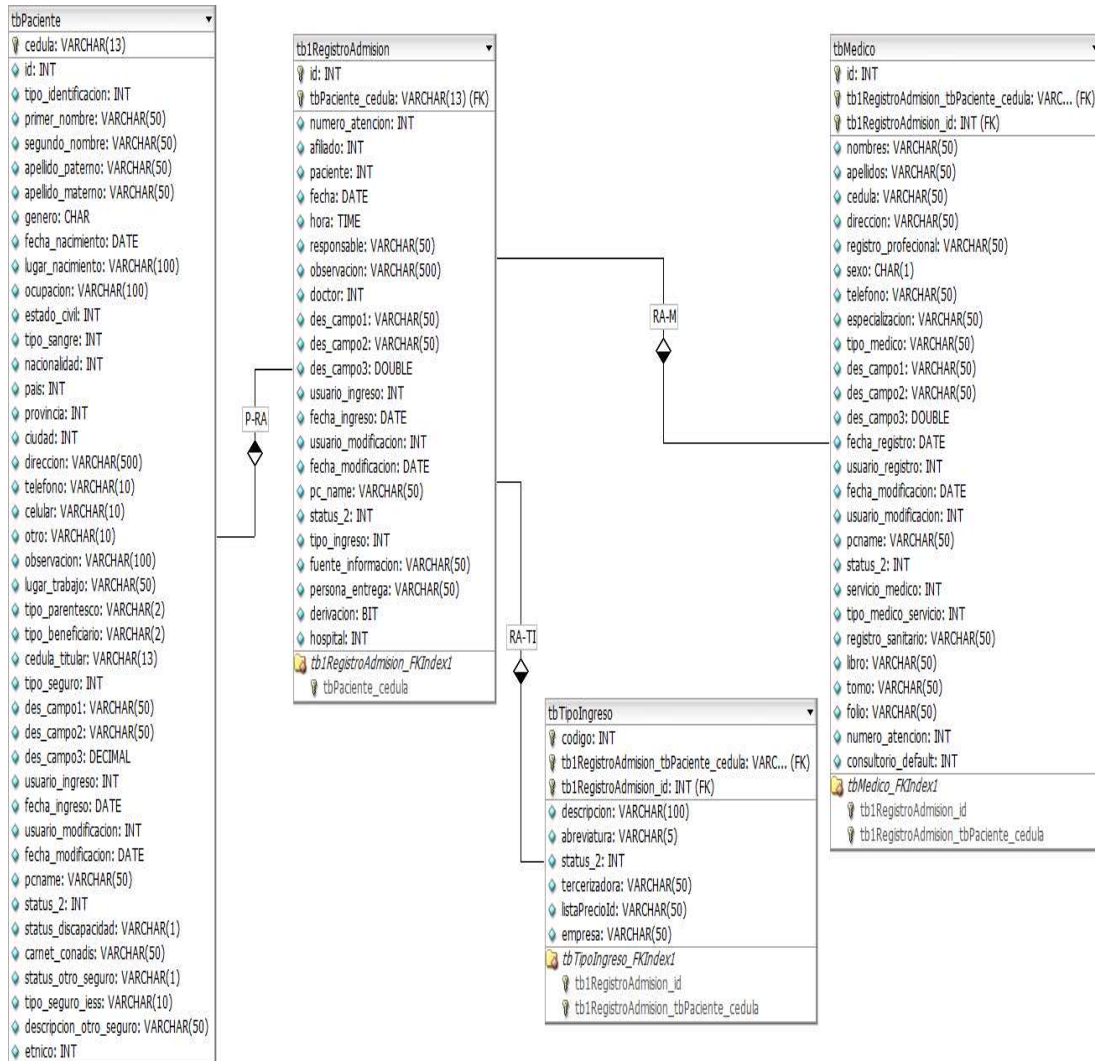 tbPaciente
cedula: VARCHAR(13)
id: INT
tipo_identificacion: INT
primer_nombre: VARCHAR(50)
segundo_nombre: VARCHAR(50)
apellido_paterno: VARCHAR(50)
apellido_materno: VARCHAR(50)
genero: CHAR
fecha_nacimiento: DATE
lugar_nacimiento: VARCHAR(100)
ocupacion: VARCHAR(100)
estado_civil: INT
tipo_sangre: INT
nacionalidad: INT
pais: INT
provincia: INT
ciudad: INT
direccion: VARCHAR(500)
telefono: VARCHAR(10)
celular: VARCHAR(10)
otro: VARCHAR(10)
observacion: VARCHAR(100)
lugar_trabajo: VARCHAR(50)
tipo_parentesco: VARCHAR(2)
tipo_beneficiario: VARCHAR(2)
cedula_titular: VARCHAR(13)
tipo_seguro: INT
des_campo1: VARCHAR(50)
des_campo2: VARCHAR(50)
des_campo3: DECIMAL
usuario_ingreso: INT
fecha_ingreso: DATE
usuario_modificacion: INT
fecha_modificacion: DATE
pcname: VARCHAR(50)
status_2: INT
status_discapacidad: VARCHAR(1)
carnet_conadis: VARCHAR(50)
status_otro_seguro: VARCHAR(1)
tipo_seguro_iess: VARCHAR(10)
descripcion_otro_seguro: VARCHAR(50)
etnico: INT
P-RA
tb1RegistroAdmision
id: INT
tbPaciente_cedula: VARCHAR(13) (FK)
numero_atencion: INT
afiliado: INT
paciente: INT
fecha: DATE
hora: TIME
responsable: VARCHAR(50)
observacion: VARCHAR(500)
doctor: INT
des_campo1: VARCHAR(50)
des_campo2: VARCHAR(50)
des_campo3: DOUBLE
usuario_ingreso: INT
fecha_ingreso: DATE
usuario_modificacion: INT
fecha_modificacion: DATE
pc_name: VARCHAR(50)
status_2: INT
tipo_ingreso: INT
fuente_informacion: VARCHAR(50)
persona_entrega: VARCHAR(50)
derivacion: BIT
hospital: INT
tb1RegistroAdmision_FKIndex1
tbPaciente_cedula
RA-M
RA-TI
tbTipoIngreso
codigo: INT
tb1RegistroAdmision_tbPaciente_cedula: VARC... (FK)
tb1RegistroAdmision_id: INT (FK)
descripcion: VARCHAR(100)
abreviatura: VARCHAR(5)
status_2: INT
tercerizadora: VARCHAR(50)
listaPrecioId: VARCHAR(50)
empresa: VARCHAR(50)
tbTipoIngreso_FKIndex1
tb1RegistroAdmision_id
tb1RegistroAdmision_tbPaciente_cedula
tbMedico
id: INT
tb1RegistroAdmision_tbPaciente_cedula: VARC... (FK)
tb1RegistroAdmision_id: INT (FK)
nombres: VARCHAR(50)
apellidos: VARCHAR(50)
cedula: VARCHAR(50)
direccion: VARCHAR(50)
registro_profecional: VARCHAR(50)
sexo: CHAR(1)
telefono: VARCHAR(50)
especializacion: VARCHAR(50)
tipo_medico: VARCHAR(50)
des_campo1: VARCHAR(50)
des_campo2: VARCHAR(50)
des_campo3: DOUBLE
fecha_registro: DATE
usuario_registro: INT
fecha_modificacion: DATE
usuario_modificacion: INT
pcname: VARCHAR(50)
status_2: INT
servicio_medico: INT
tipo_medico_servicio: INT
registro_sanitario: VARCHAR(50)
libro: VARCHAR(50)
tomo: VARCHAR(50)
folio: VARCHAR(50)
numero_atencion: INT
consultorio_default: INT
tbMedico_FKIndex1
tb1RegistroAdmision_id
tb1RegistroAdmision_tbPaciente_cedula